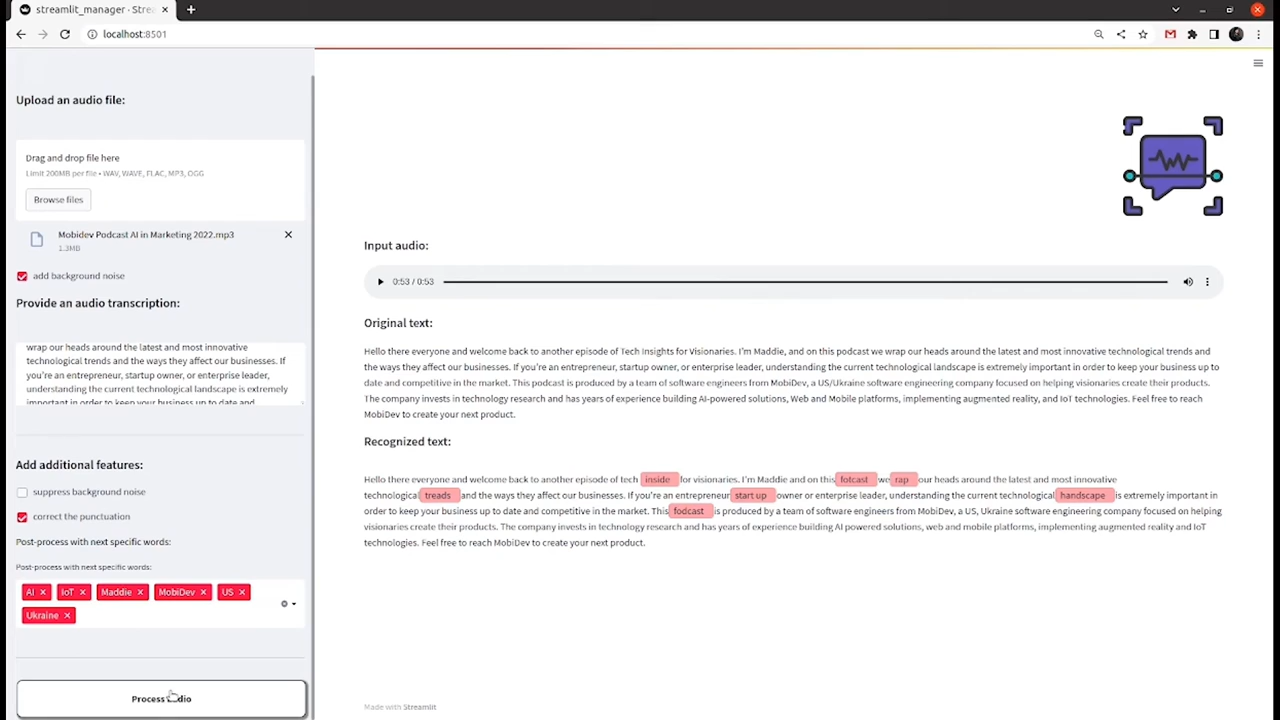 streamlit_manager · Stre
localhost:8501
Upload an audio file:
Drag and drop file here
Limit 200MB per file • WAV, WAVE, FLAC, MP3, OGG
Browse files
Mobidev Podcast AI in Marketing 2022.mp3
1.3MB
add background noise
Provide an audio transcription:
wrap our heads around the latest and most innovative
technological trends and the ways they affect our businesses. If
you're an entrepreneur, startup owner, or enterprise leader,
understanding the current technological landscape is extremely
important in order to keep your business up to date and
Add additional features:
suppress background noise
correct the punctuation
Post-process with next specific words:
Post-process with next specific words:
AI IoT Maddie MobiDev US
Ukraine
Process audio
Input audio:
0:53 / 0:53
Original text:
Hello there everyone and welcome back to another episode of Tech Insights for Visionaries. I'm Maddie, and on this podcast we wrap our heads around the latest and most innovative technological trends and
the ways they affect our businesses. If you're an entrepreneur, startup owner, or enterprise leader, understanding the current technological landscape is extremely important in order to keep your business up to
date and competitive in the market. This podcast is produced by a team of software engineers from MobiDev, a US/Ukraine software engineering company focused on helping visionaries create their products.
The company invests in technology research and has years of experience building AI-powered solutions, Web and Mobile platforms, implementing augmented reality, and IoT technologies. Feel free to reach
MobiDev to create your next product.
Recognized text:
Hello there everyone and welcome back to another episode of tech inside for visionaries. I'm Maddie and on this fotcast we rap our heads around the latest and most innovative
technological treads and the ways they affect our businesses. If you're an entrepreneur start up owner or enterprise leader, understanding the current technological handscape is extremely important in
order to keep your business up to date and competitive in the market. This fodcast is produced by a team of software engineers from MobiDev, a US, Ukraine software engineering company focused on helping
visionaries create their products. The company invests in technology research and has years of experience building AI powered solutions, web and mobile platforms, implementing augmented reality and IoT
technologies. Feel free to reach MobiDev to create your next product.
Made with Streamlit